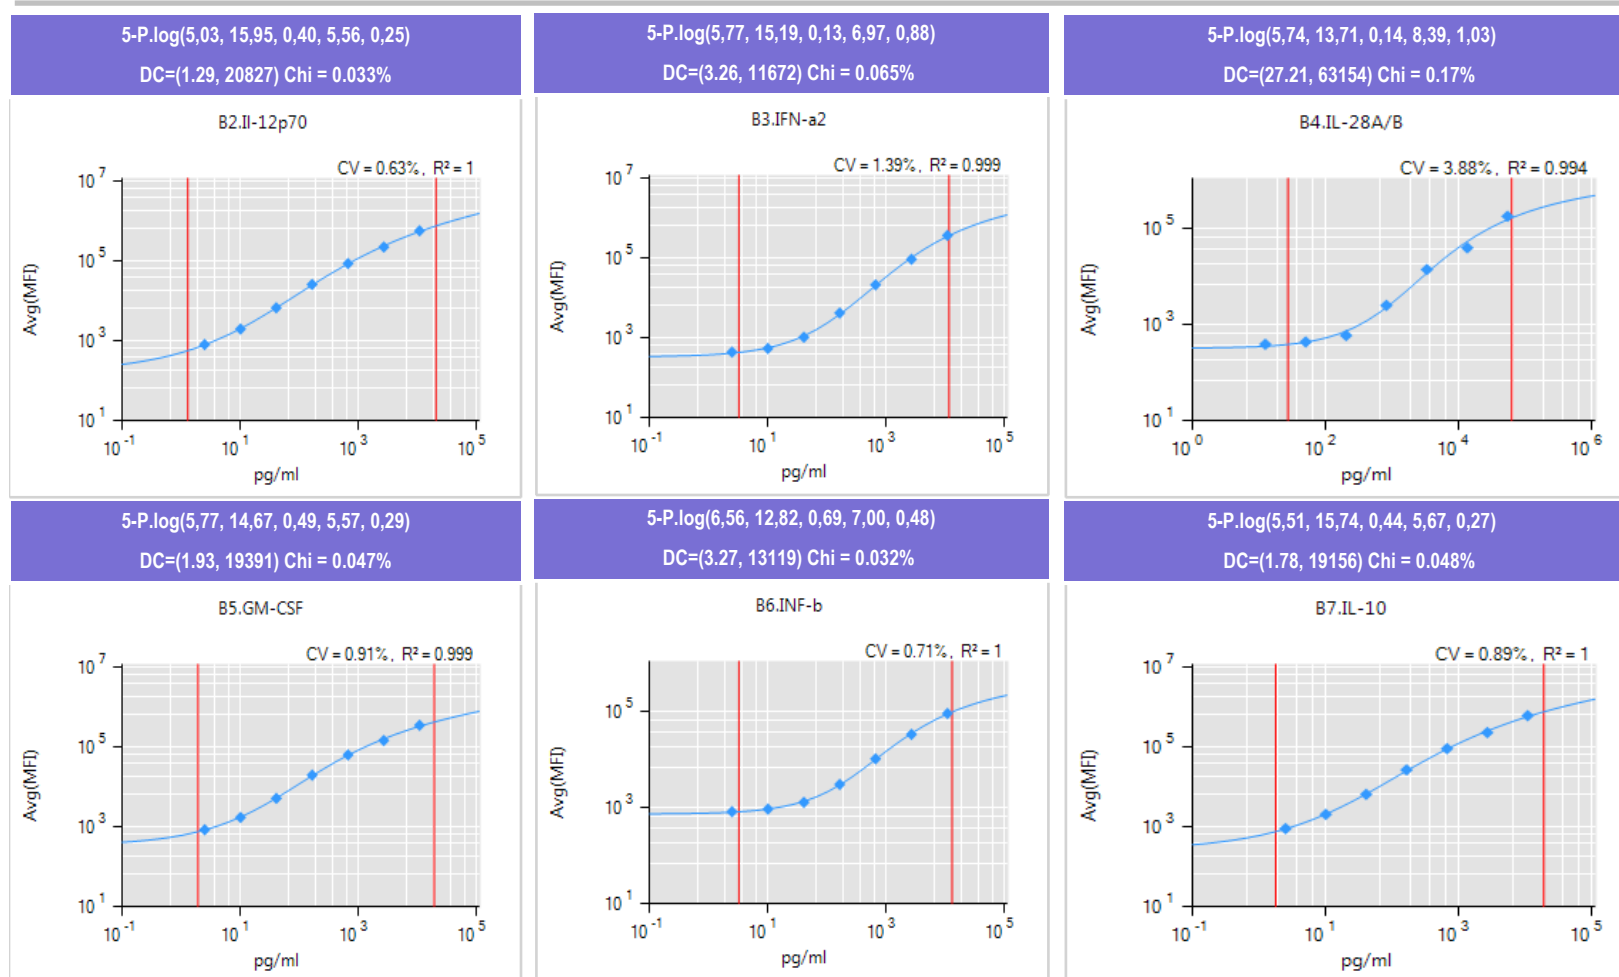 5-P.log(5,03, 15,95, 0,40, 5,56, 0,25)
DC=(1.29, 20827) Chi = 0.033%
B2.Il-12p70
CV = 0.63%, R² = 1
10 7
10 5
10 3
10 1
Avg(MFI)
10 -1
10 1
10 3
10 5
pg/ml
5-P.log(5,77, 15,19, 0,13, 6,97, 0,88)
DC=(3.26, 11672) Chi = 0.065%
B3.IFN-a2
CV = 1.39%, R² = 0.999
10 7
10 5
10 3
10 1
Avg(MFI)
10 -1
10 1
10 3
10 5
pg/ml
5-P.log(5,74, 13,71, 0,14, 8,39, 1,03)
DC=(27.21, 63154) Chi = 0.17%
B4.IL-28A/B
CV = 3.88%, R² = 0.994
10 5
10 3
10 1
Avg(MFI)
10 0
10 2
10 4
10 6
pg/ml
5-P.log(5,77, 14,67, 0,49, 5,57, 0,29)
DC=(1.93, 19391) Chi = 0.047%
B5.GM-CSF
CV = 0.91%, R² = 0.999
10 7
10 5
10 3
10 1
Avg(MFI)
10 -1
10 1
10 3
10 5
pg/ml
5-P.log(6,56, 12,82, 0,69, 7,00, 0,48)
DC=(3.27, 13119) Chi = 0.032%
B6.INF-b
CV = 0.71%, R² = 1
10 5
10 3
10 1
Avg(MFI)
10 -1
10 1
10 3
10 5
pg/ml
5-P.log(5,51, 15,74, 0,44, 5,67, 0,27)
DC=(1.78, 19156) Chi = 0.048%
B7.IL-10
CV = 0.89%, R² = 1
10 7
10 5
10 3
10 1
Avg(MFI)
10 -1
10 1
10 3
10 5
pg/ml